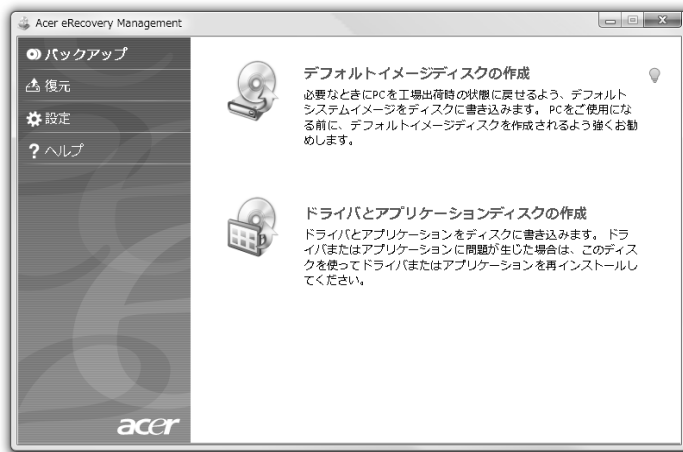 Acer eRecovery Management
バックアップ
復元
設定
ヘルプ
デフォルトイメージディスクの作成
必要なときにPCを工場出荷時の状態に戻せるよう、デフォルト
システムイメージをディスクに書き込みます。 PCをご使用にな
る前に、デフォルトイメージディスクを作成されるよう強くお勧
めします。
ドライバとアプリケーションディスクの作成
ドライバとアプリケーションをディスクに書き込みます。 ドラ
イバまたはアプリケーションに問題が生じた場合は、このディス
クを使ってドライバまたはアプリケーションを再インストールし
てください。
acer